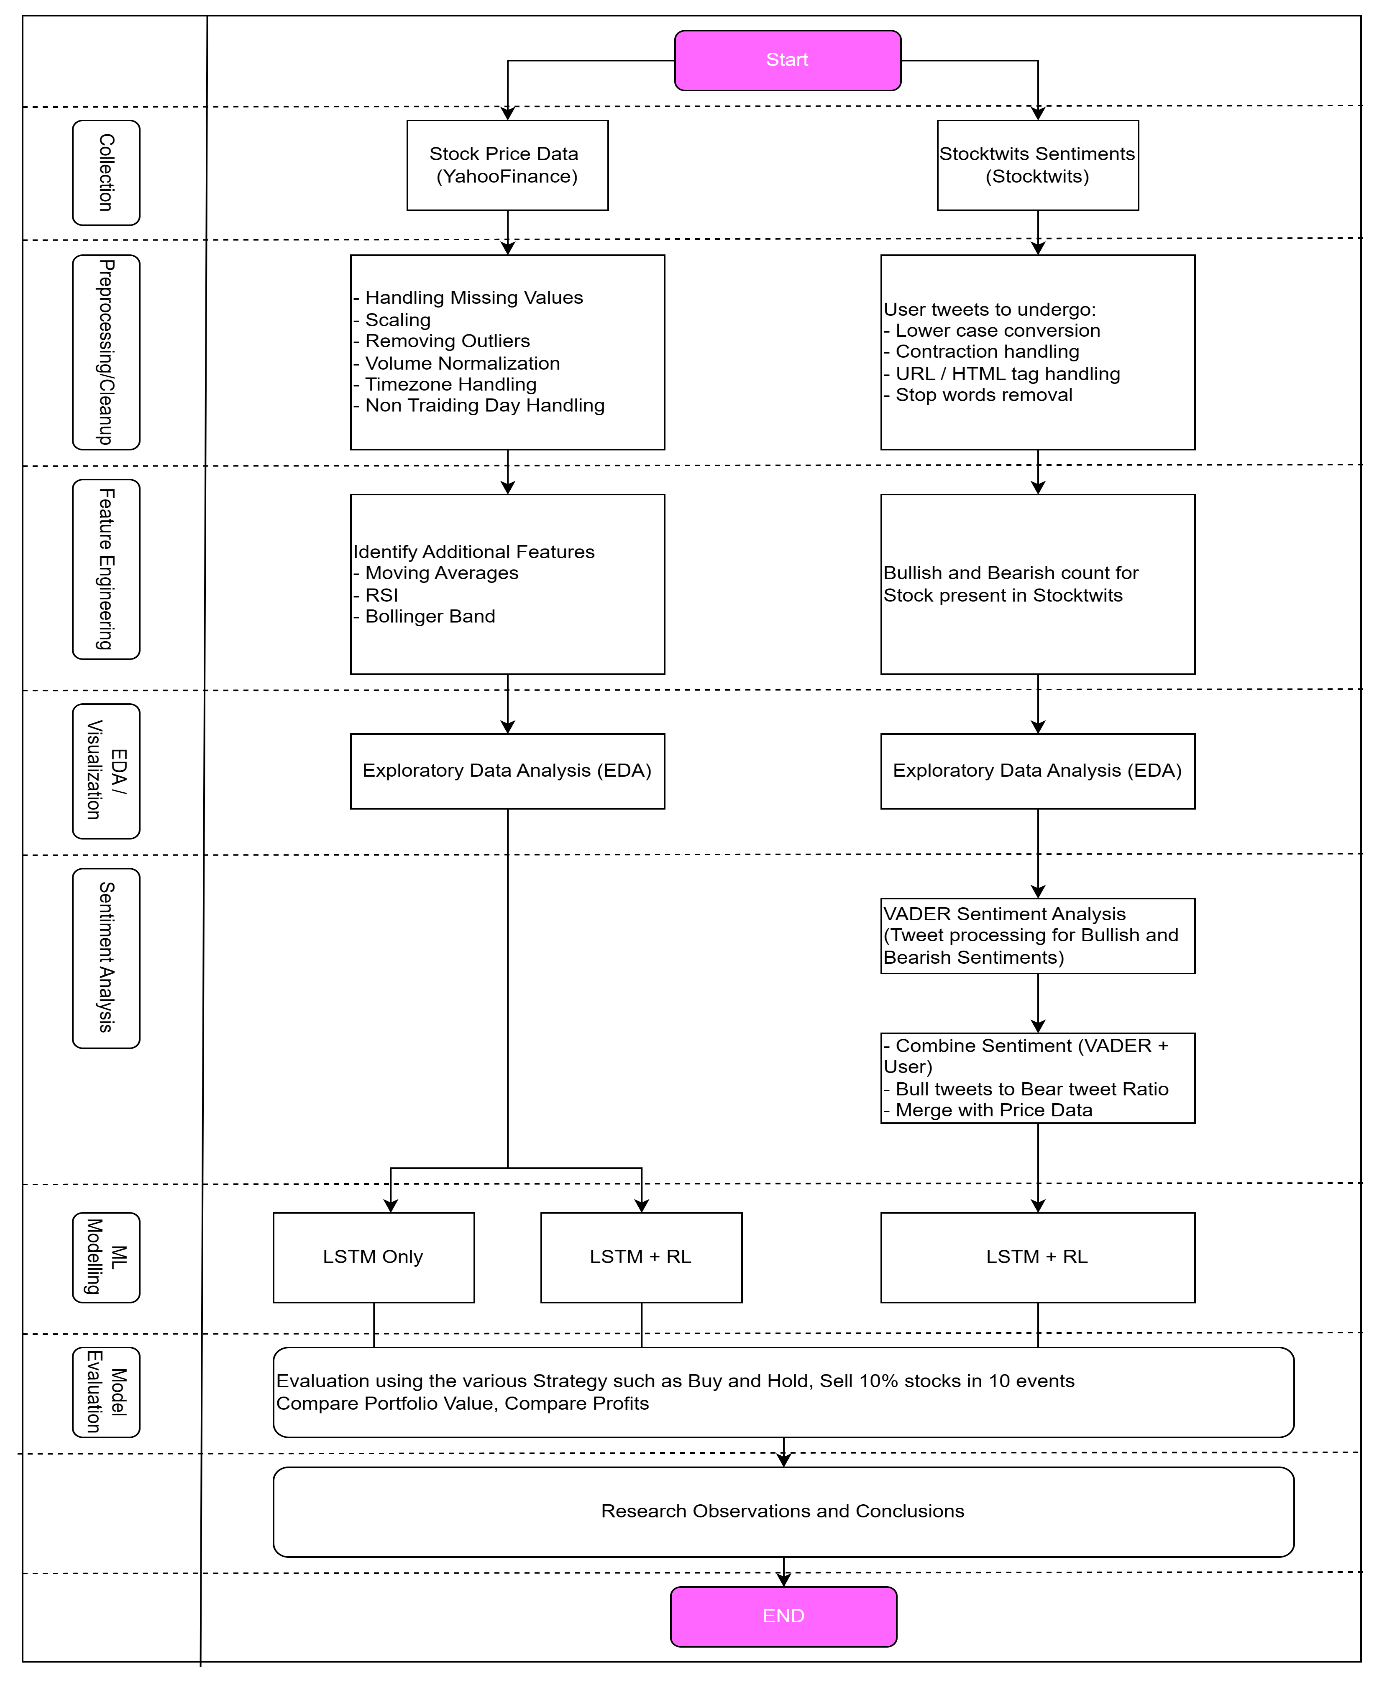 Start
Collection
Stock Price Data
(YahooFinance)
Stocktwits Sentiments
(Stocktwits)
Preprocessing/Cleanup
- Handling Missing Values
- Scaling
- Removing Outliers
- Volume Normalization
- Timezone Handling
- Non Traiding Day Handling
User tweets to undergo:
- Lower case conversion
- Contraction handling
- URL / HTML tag handling
- Stop words removal
Feature Engineering
Identify Additional Features
- Moving Averages
- RSI
- Bollinger Band
Bullish and Bearish count for
Stock present in Stocktwits
EDA /
Visualization
Exploratory Data Analysis (EDA)
Exploratory Data Analysis (EDA)
Sentiment Analysis
VADER Sentiment Analysis
(Tweet processing for Bullish and
Bearish Sentiments)
- Combine Sentiment (VADER +
User)
- Bull tweets to Bear tweet Ratio
- Merge with Price Data
ML
Modelling
LSTM Only
LSTM + RL
LSTM + RL
Model
Evaluation
Evaluation using the various Strategy such as Buy and Hold, Sell 10% stocks in 10 events
Compare Portfolio Value, Compare Profits
Research Observations and Conclusions
END